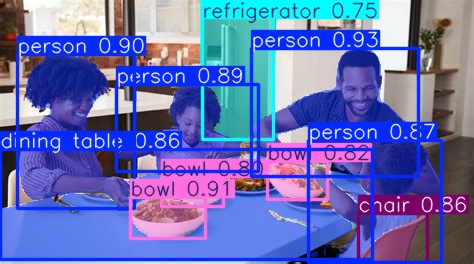 refrigerator 0.75
person 0.93
person 0.90
person 0.89
person 0.87
dining table 0.86
bowl 0.82
bowl 0.80
bowl 0.91
chair 0.86